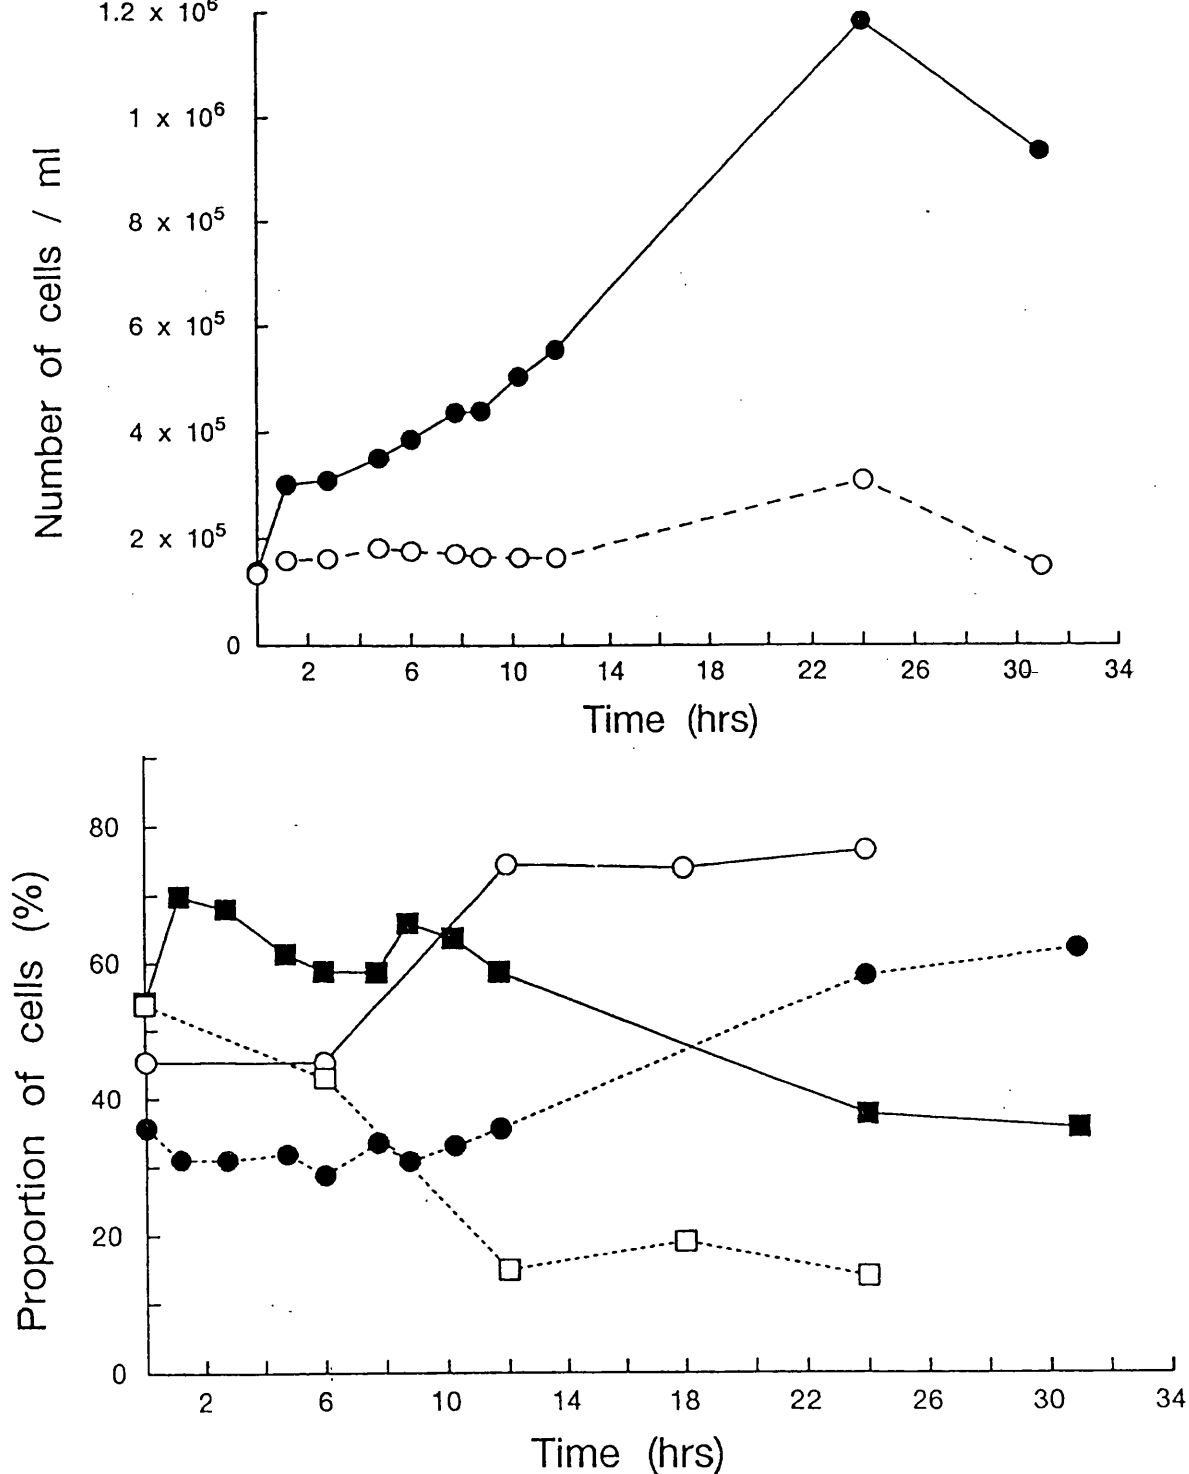 1.2 x 10⁶
1 x 10⁶
8 x 10⁵
6 x 10⁵
4 x 10⁵
2 x 10⁵
0
Number of cells / ml
2 6 10 14 18 22 26 30 34
Time (hrs)
80
60
40
20
0
Proportion of cells (%)
2 6 10 14 18 22 26 30 34
Time (hrs)